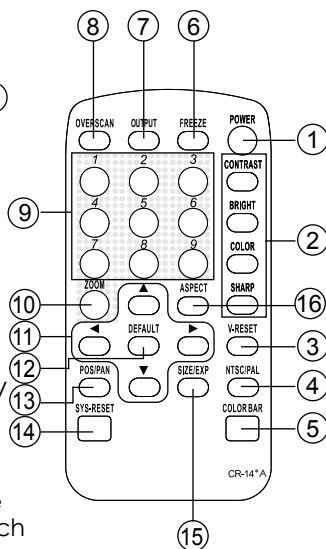 8 7 6
OVERSCAN OUTPUT FREEZE POWER
1
1 2 3
CONTRAST
4 5 6
BRIGHT
9
2
COLOR
7 8 9
SHARP
ZOOM ▲ ASPECT
10
16
11
◀ DEFAULT ▶ V-RESET
12
3
POS/PAN ▼ SIZE/EXP NTSC/PAL
13
4
SYS-RESET COLOR BAR
14
5
CR-14*A
15
ch